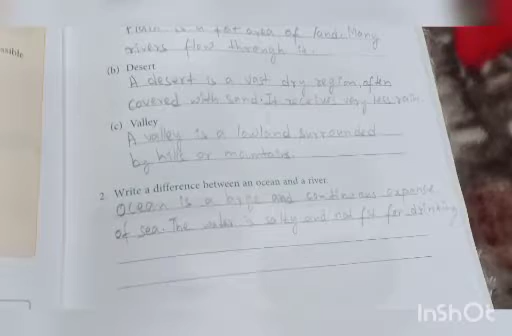 is a flat area of land. Many
rivers flow through it.
ssible
(b) Desert
A desert is a vast dry region, often
covered with sand. It receives very less rain.
(c) Valley
A valley is a lowland surrounded
by hills or mountains.
2. Write a difference between an ocean and a river.
Ocean is a huge and continuous expanse
of sea. The water is salty and not fit for drinking
InShOt